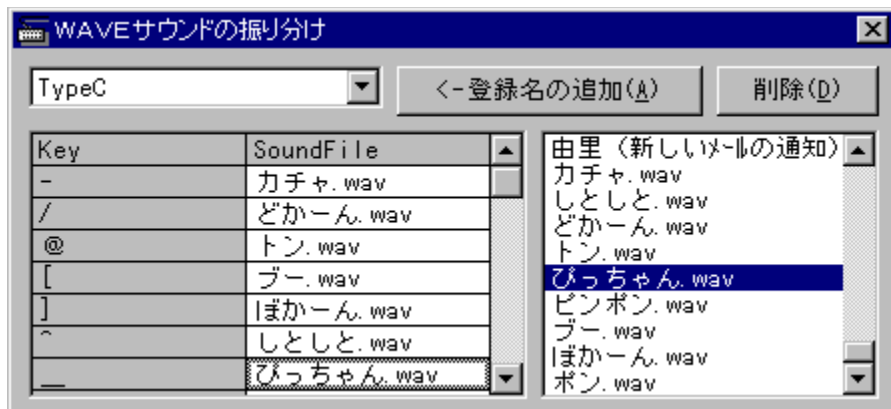 WAVEサウンドの振り分け
TypeC
<-登録名の追加(A)
削除(D)
Key SoundFile
- カチャ.wav
/ どかーん.wav
@ トン.wav
[ ブー.wav
] ぼかーん.wav
^ しとしと.wav
_ ぴっちゃん.wav
由里（新しいﾒｰﾙの通知）
カチャ.wav
しとしと.wav
どかーん.wav
トン.wav
ぴっちゃん.wav
ピンポン.wav
ブー.wav
ぼかーん.wav
ポン.wav